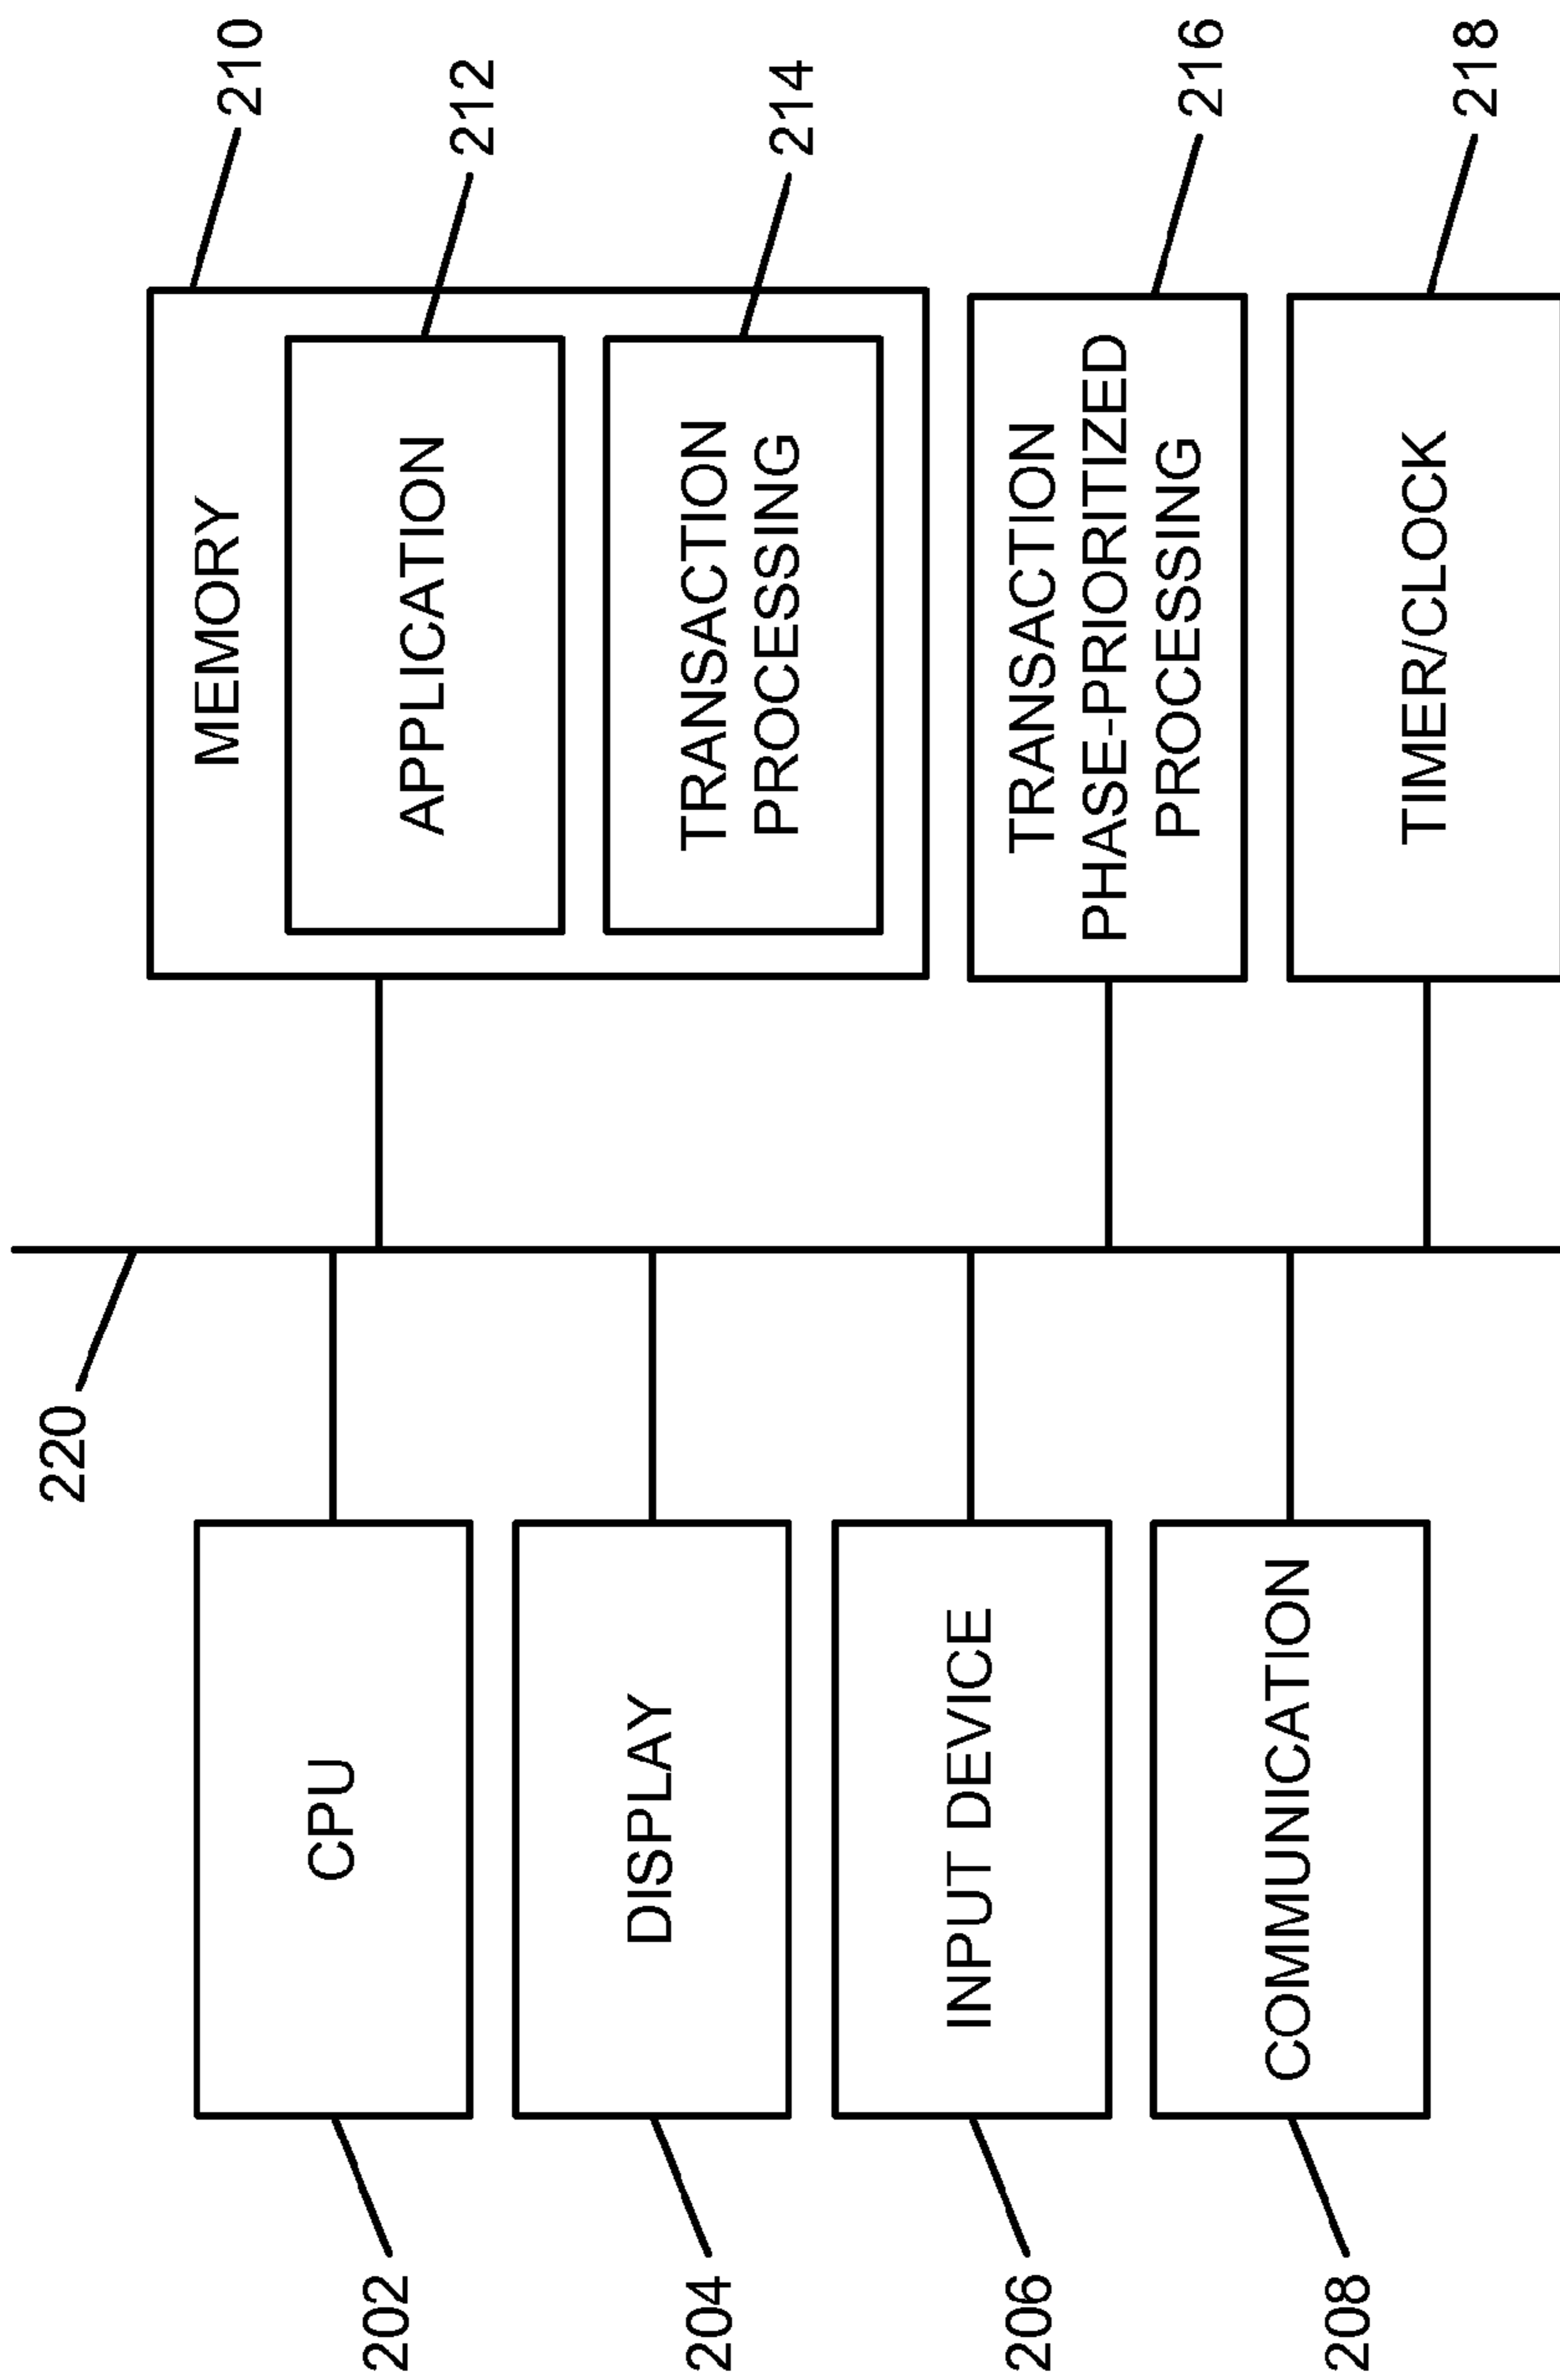 220
202
CPU
204
DISPLAY
206
INPUT DEVICE
208
COMMUNICATION
MEMORY
210
APPLICATION
212
TRANSACTION
PROCESSING
214
TRANSACTION
PHASE-PRIORITIZED
PROCESSING
216
TIMER/CLOCK
218